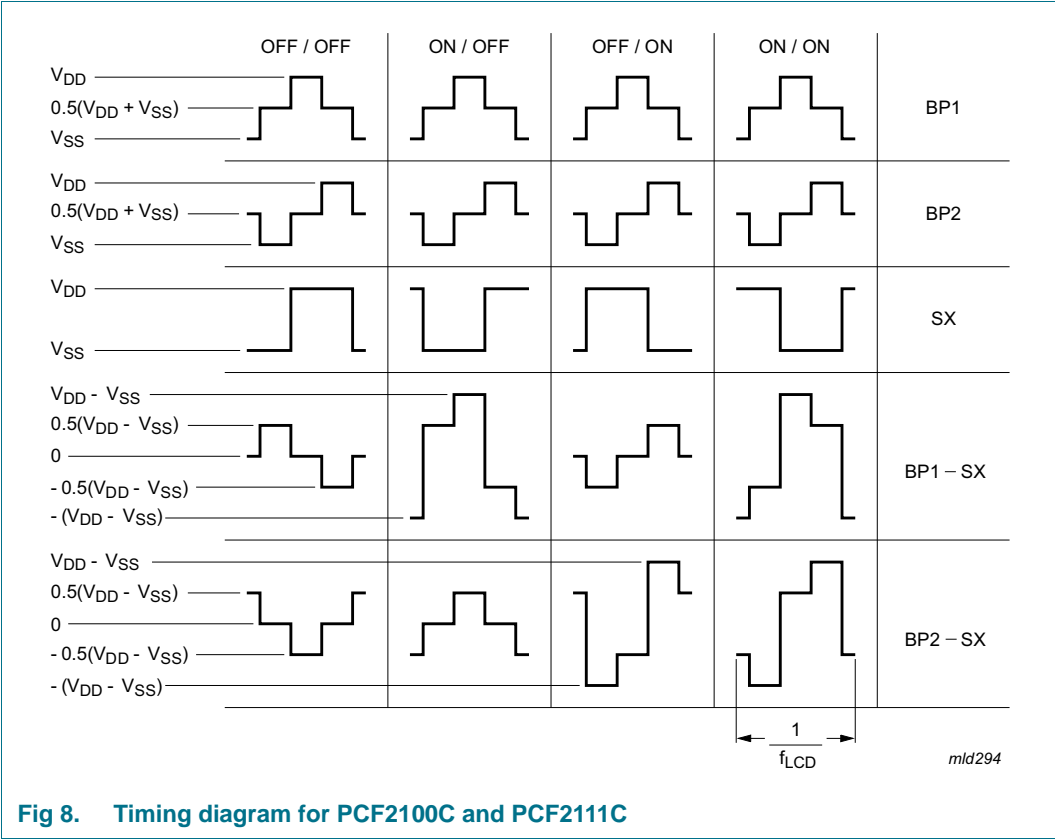 OFF / OFF ON / OFF OFF / ON ON / ON
VDD
0.5(VDD + VSS)
VSS
BP1
VDD
0.5(VDD + VSS)
VSS
BP2
VDD
VSS
SX
VDD - VSS
0.5(VDD - VSS)
0
- 0.5(VDD - VSS)
- (VDD - VSS)
BP1 − SX
VDD - VSS
0.5(VDD - VSS)
0
- 0.5(VDD - VSS)
- (VDD - VSS)
BP2 − SX
1
fLCD
mld294
Fig 8. Timing diagram for PCF2100C and PCF2111C